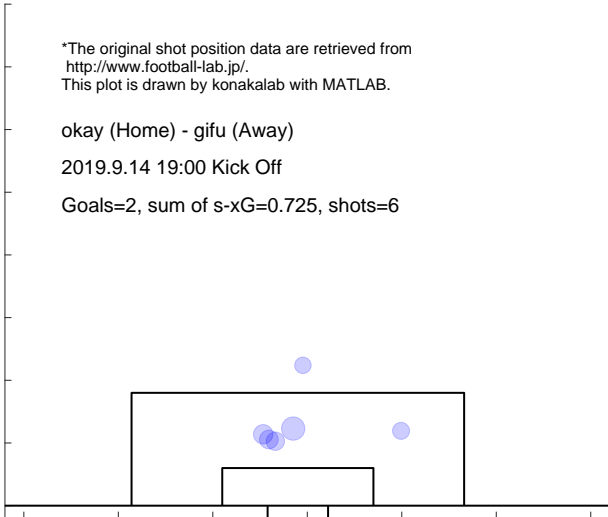 *The original shot position data are retrieved from
http://www.football-lab.jp/.
This plot is drawn by konakalab with MATLAB.
okay (Home) - gifu (Away)
2019.9.14 19:00 Kick Off
Goals=2, sum of s-xG=0.725, shots=6